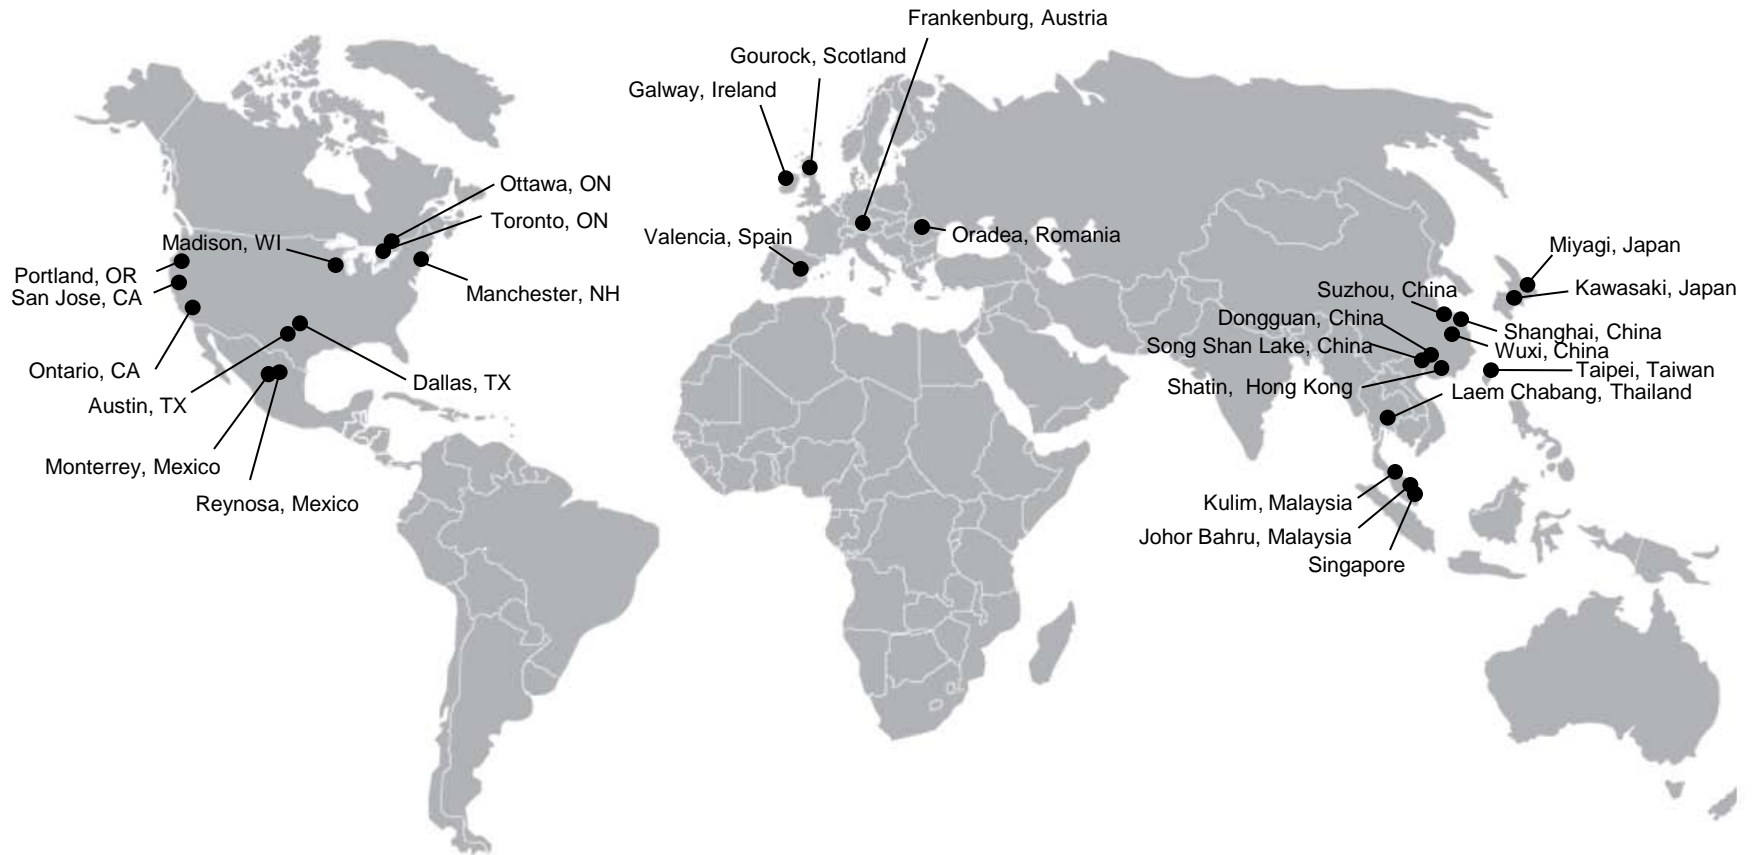 Frankenburg, Austria
Gourock, Scotland
Galway, Ireland
Ottawa, ON
Toronto, ON
Madison, WI
Valencia, Spain
Oradea, Romania
Miyagi, Japan
Portland, OR
San Jose, CA
Manchester, NH
Suzhou, China
Kawasaki, Japan
Dongguan, China
Shanghai, China
Song Shan Lake, China
Wuxi, China
Ontario, CA
Taipei, Taiwan
Dallas, TX
Shatin, Hong Kong
Laem Chabang, Thailand
Austin, TX
Monterrey, Mexico
Reynosa, Mexico
Kulim, Malaysia
Johor Bahru, Malaysia
Singapore